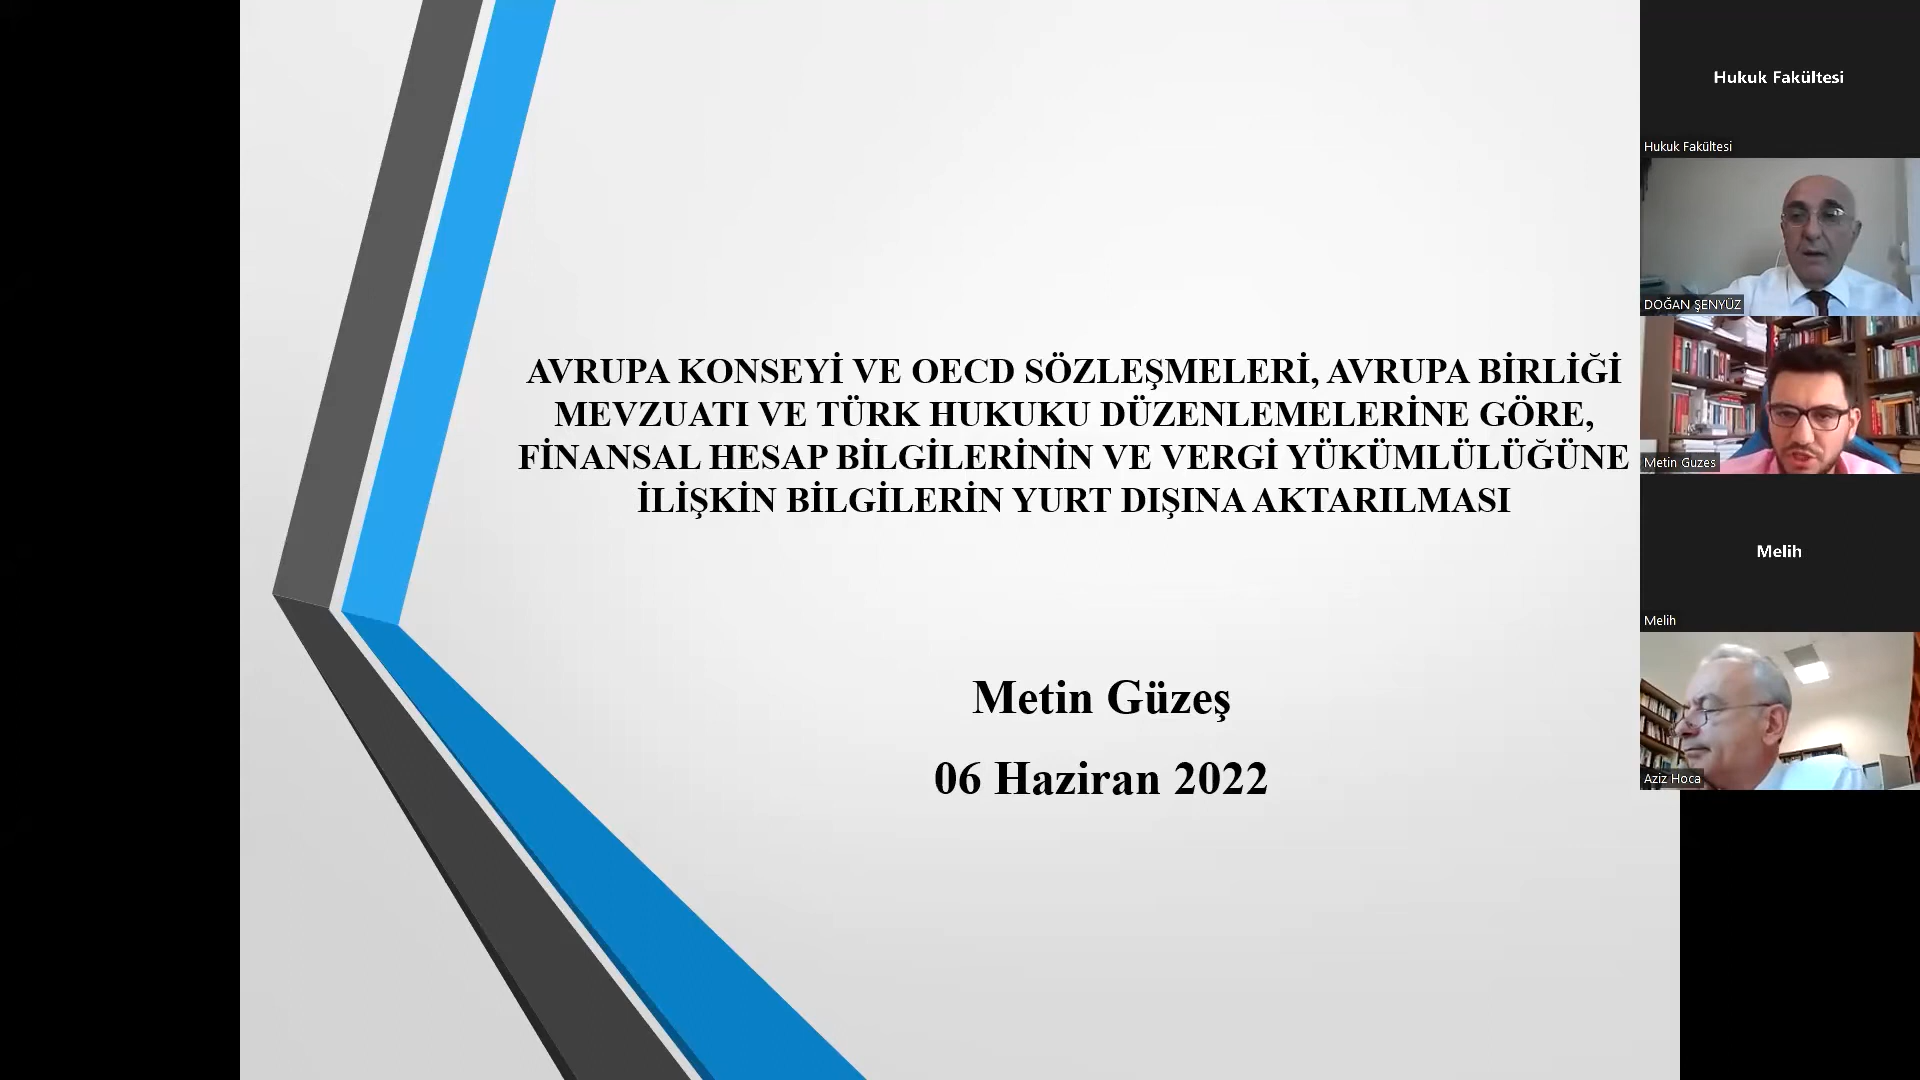 AVRUPA KONSEYİ VE OECD SÖZLEŞMELERİ, AVRUPA BİRLİĞİ
MEVZUATI VE TÜRK HUKUKU DÜZENLEMELERİNE GÖRE,
FİNANSAL HESAP BİLGİLERİNİN VE VERGİ YÜKÜMLÜLÜĞÜNE
İLİŞKİN BİLGİLERİN YURT DIŞINA AKTARILMASI
Metin Güzeş
06 Haziran 2022
Hukuk Fakültesi
Hukuk Fakültesi
DOĞAN ŞENYÜZ
Metin Guzes
Melih
Melih
Aziz Hoca